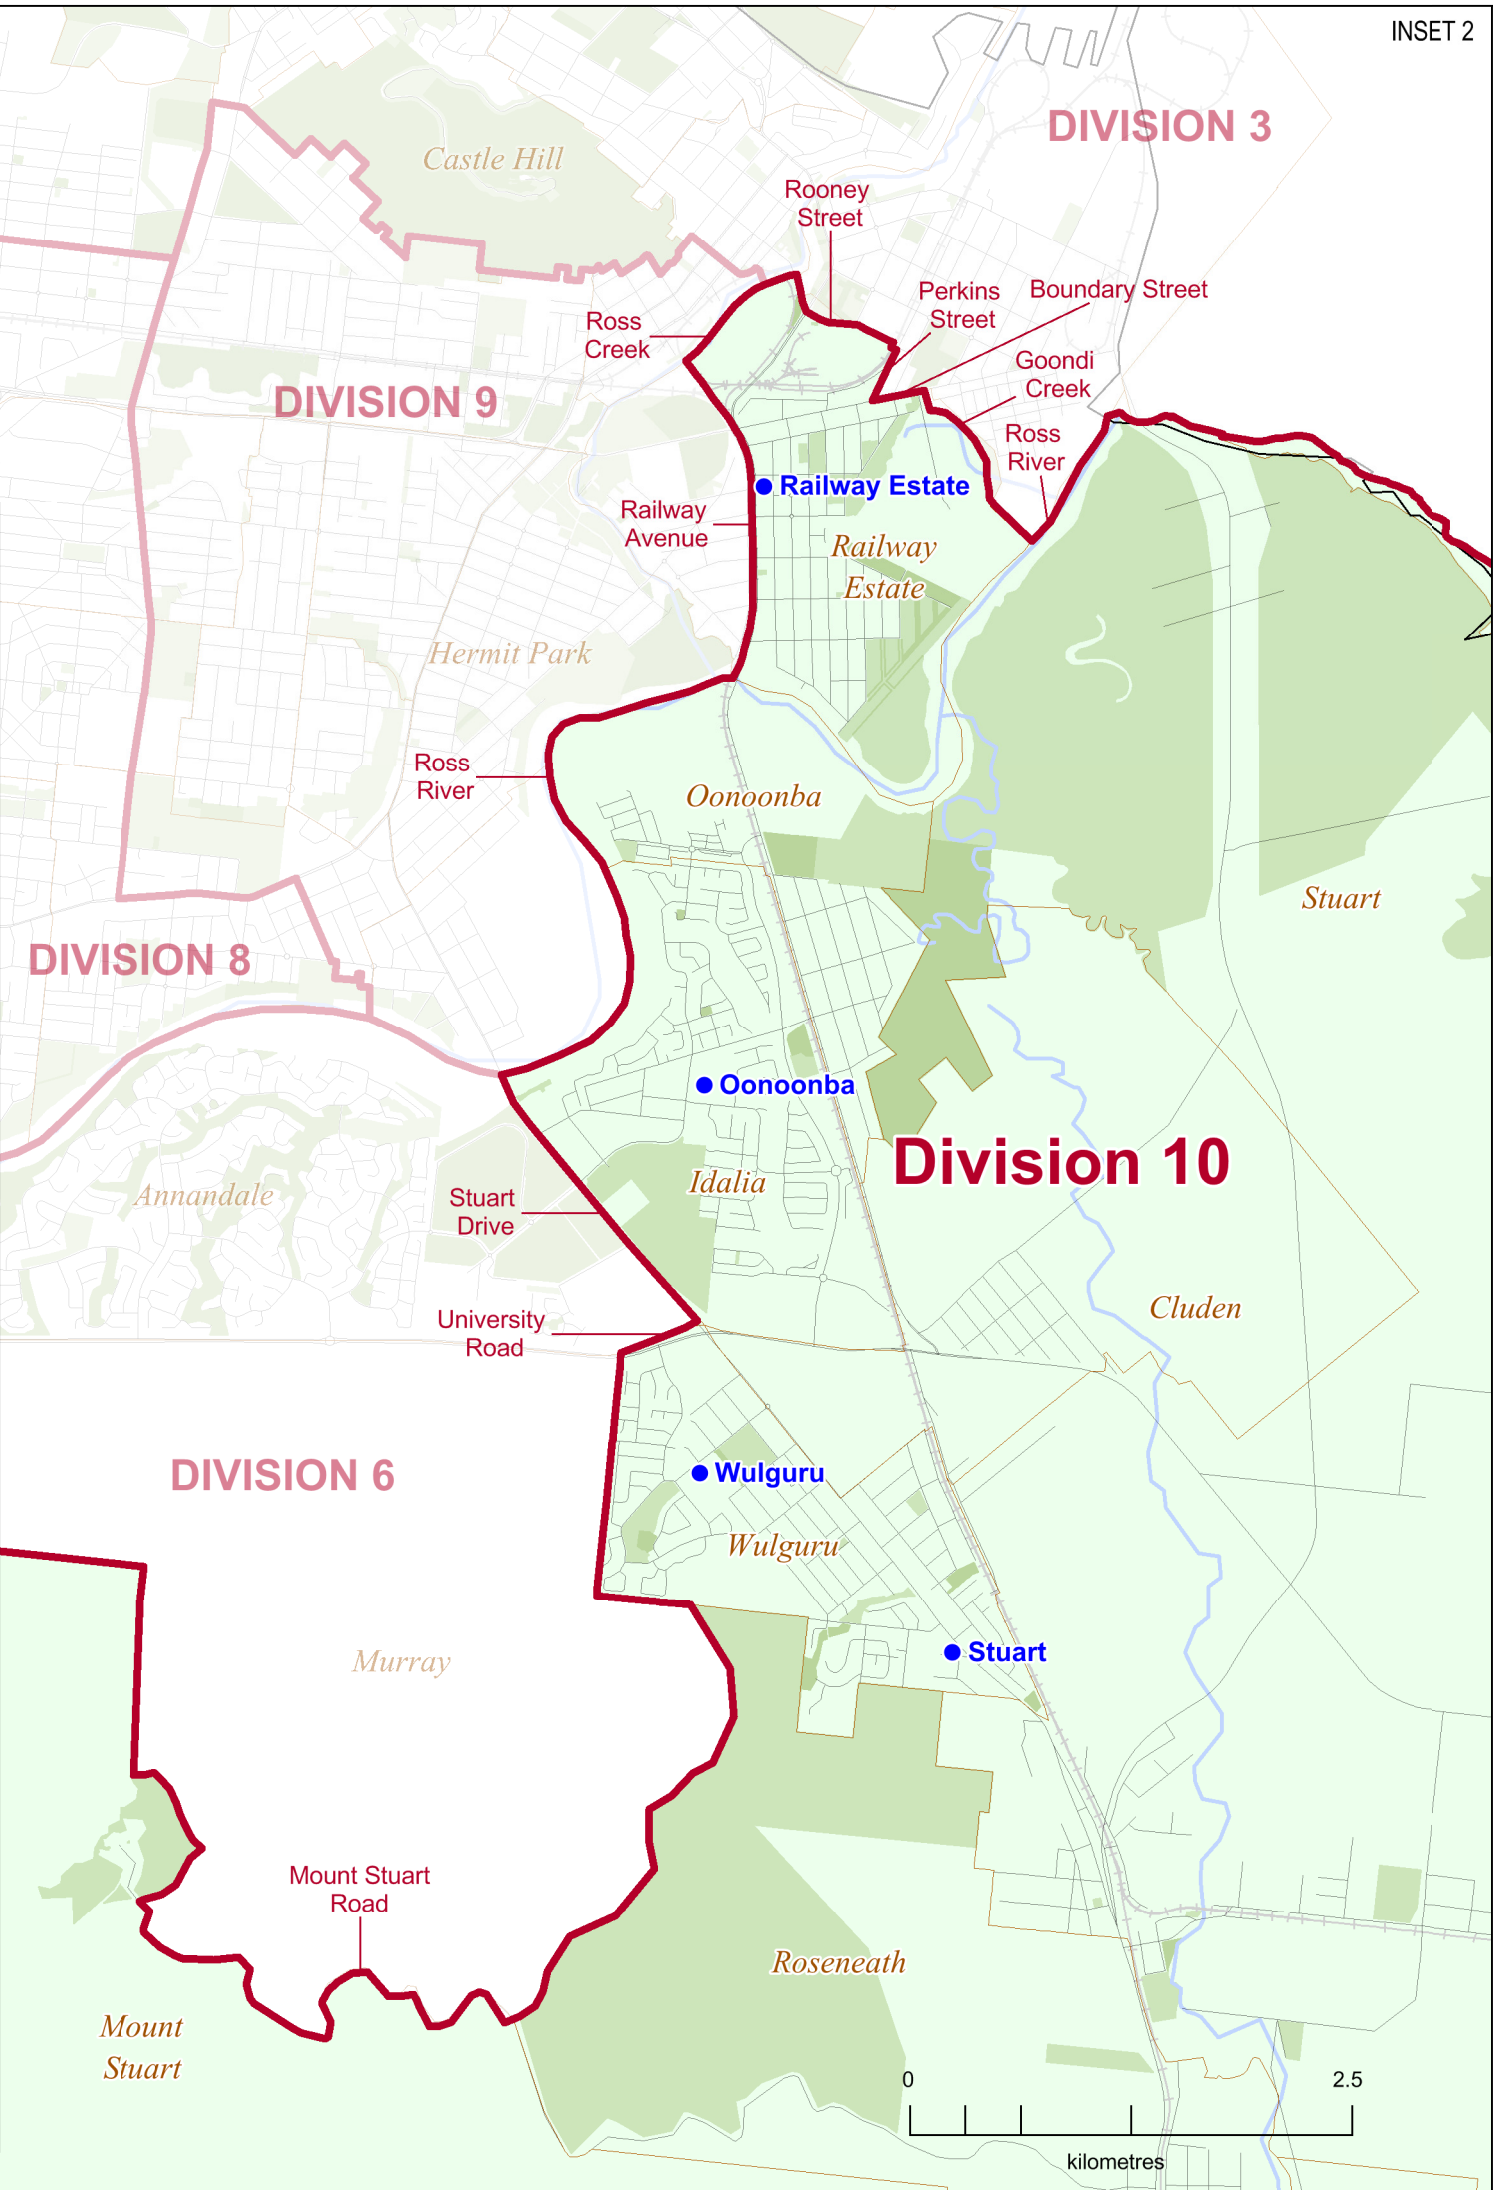 INSET 2
DIVISION 3
Castle Hill
Rooney
Street
Perkins
Street
Boundary Street
Ross
Creek
Goondi
Creek
DIVISION 9
Ross
River
Railway Estate
Railway
Avenue
Railway
Estate
Hermit Park
Ross
River
Oonoonba
Stuart
DIVISION 8
Oonoonba
Division 10
Annandale
Idalia
Stuart
Drive
Cluden
University
Road
DIVISION 6
Wulguru
Wulguru
Stuart
Murray
Mount Stuart
Road
Roseneath
Mount
Stuart
0
2.5
kilometres